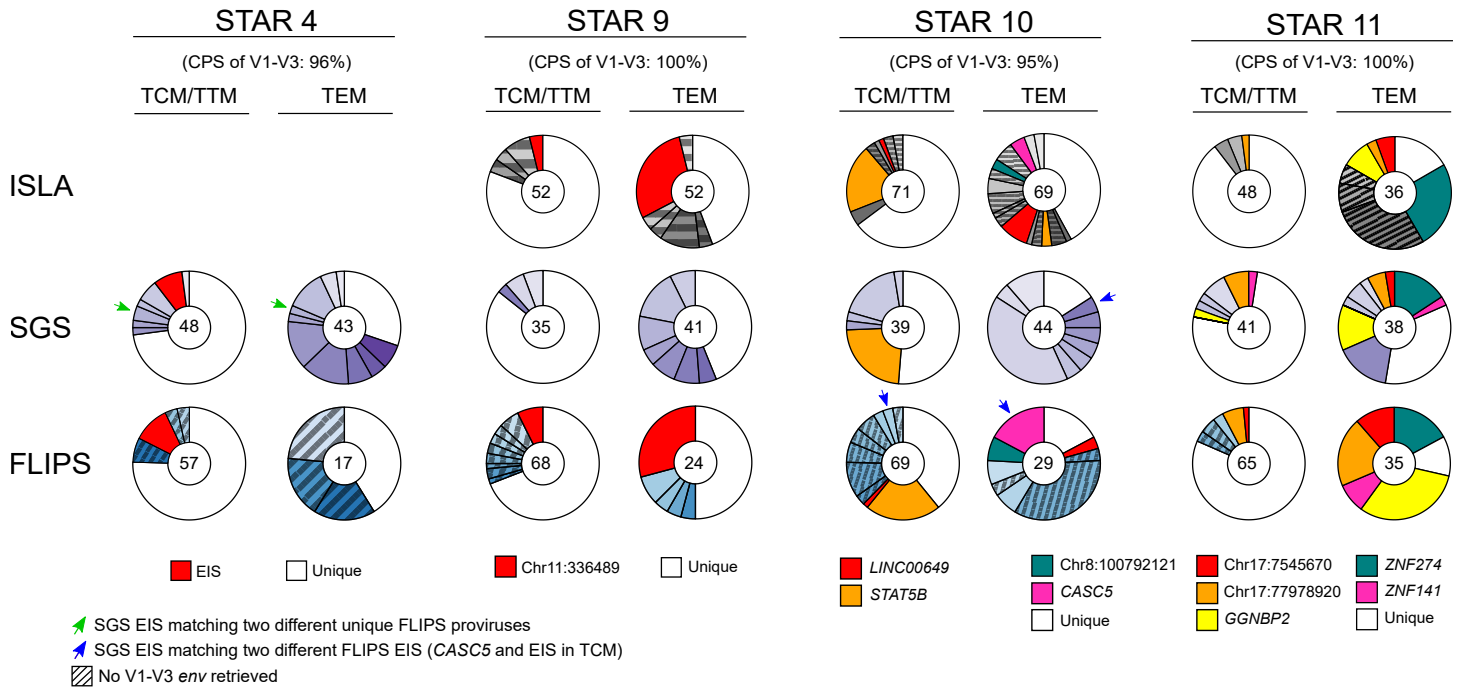 STAR 4 STAR 9 STAR 10 STAR 11
(CPS of V1-V3: 96%) (CPS of V1-V3: 100%) (CPS of V1-V3: 95%) (CPS of V1-V3: 100%)
TCM/TTM TEM TCM/TTM TEM TCM/TTM TEM TCM/TTM TEM
ISLA 52 52 71 69 48 36
SGS 48 43 35 41 39 44 41 38
FLIPS 57 17 68 24 69 29 65 35
EIS Unique Chr11:336489 Unique LINC00649 Chr8:100792121 Chr17:7545670 ZNF274
STAT5B CASC5 Chr17:77978920 ZNF141
Unique GGNBP2 Unique
SGS EIS matching two different unique FLIPS proviruses
SGS EIS matching two different FLIPS EIS (CASC5 and EIS in TCM)
No V1-V3 env retrieved